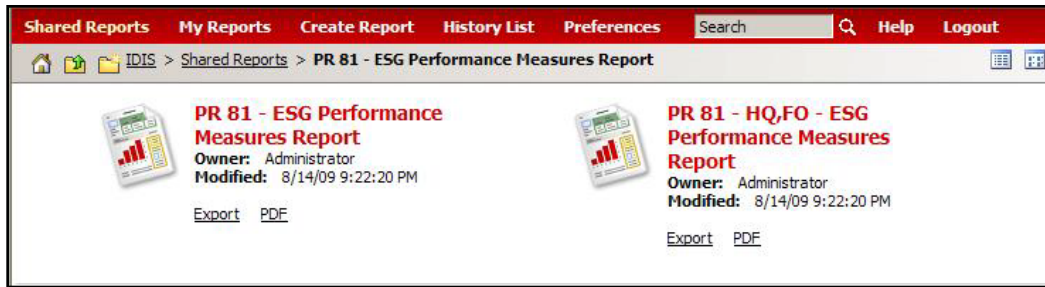 Shared Reports My Reports Create Report History List Preferences Search Help Logout
IDIS > Shared Reports > PR 81 - ESG Performance Measures Report
PR 81 - ESG Performance
Measures Report
Owner: Administrator
Modified: 8/14/09 9:22:20 PM
Export PDF
PR 81 - HQ,FO - ESG
Performance Measures
Report
Owner: Administrator
Modified: 8/14/09 9:22:20 PM
Export PDF